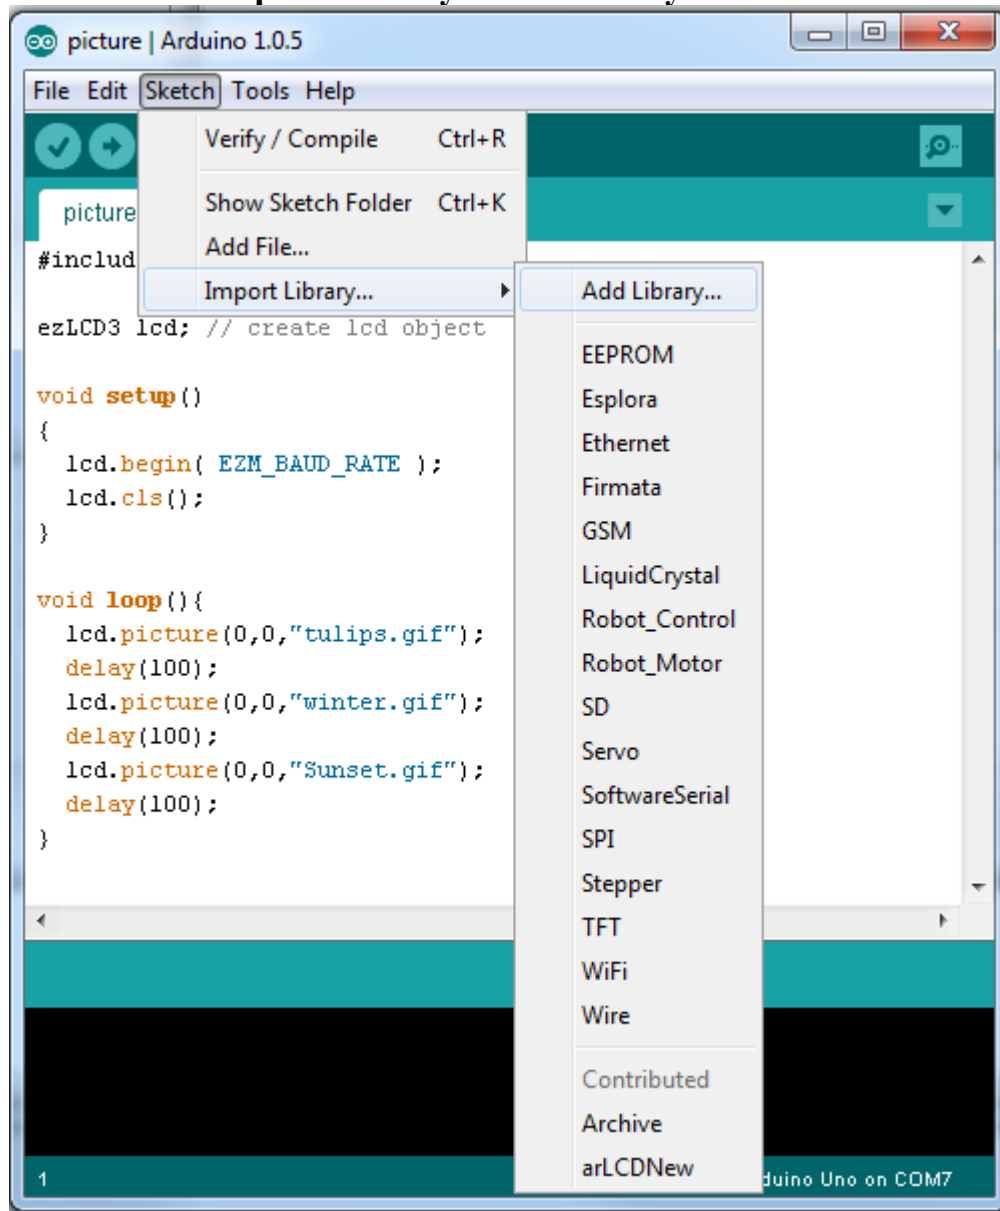 picture | Arduino 1.0.5
File Edit Sketch Tools Help
Verify / Compile Ctrl+R
Show Sketch Folder Ctrl+K
Add File...
Import Library...
Add Library...
EEPROM
Esplora
Ethernet
Firmata
GSM
LiquidCrystal
Robot_Control
Robot_Motor
SD
Servo
SoftwareSerial
SPI
Stepper
TFT
WiFi
Wire
Contributed
Archive
arLCDNew
picture
#includ
ezLCD3 lcd; // create lcd object
void setup()
{
lcd.begin( EZM_BAUD_RATE );
lcd.cls();
}
void loop(){
lcd.picture(0,0,"tulips.gif");
delay(100);
lcd.picture(0,0,"winter.gif");
delay(100);
lcd.picture(0,0,"Sunset.gif");
delay(100);
}
1
duino Uno on COM7